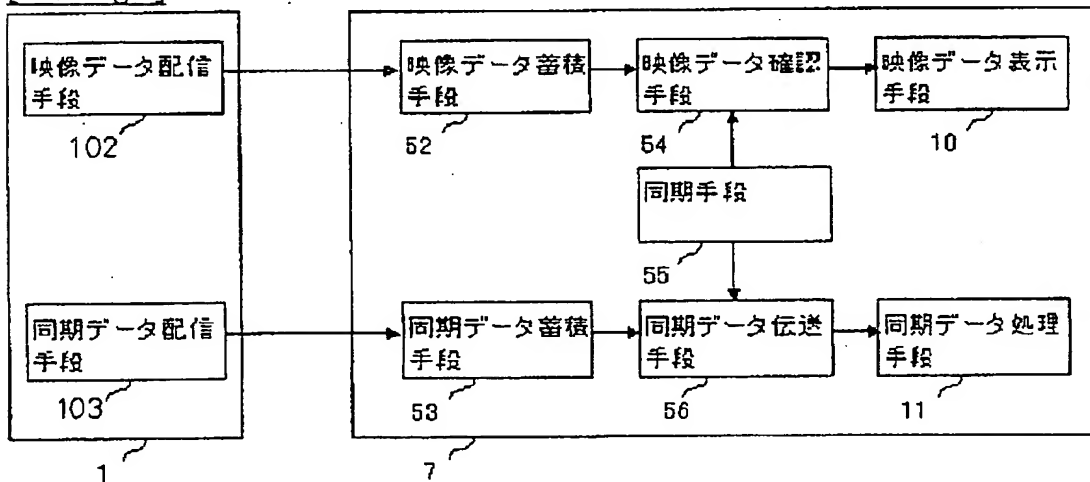 映像データ配信
手段
102
映像データ蓄積
手段
52
映像データ確認
手段
54
映像データ表示
手段
10
同期手段
55
同期データ配信
手段
103
同期データ蓄積
手段
53
同期データ伝送
手段
56
同期データ処理
手段
11
1
7